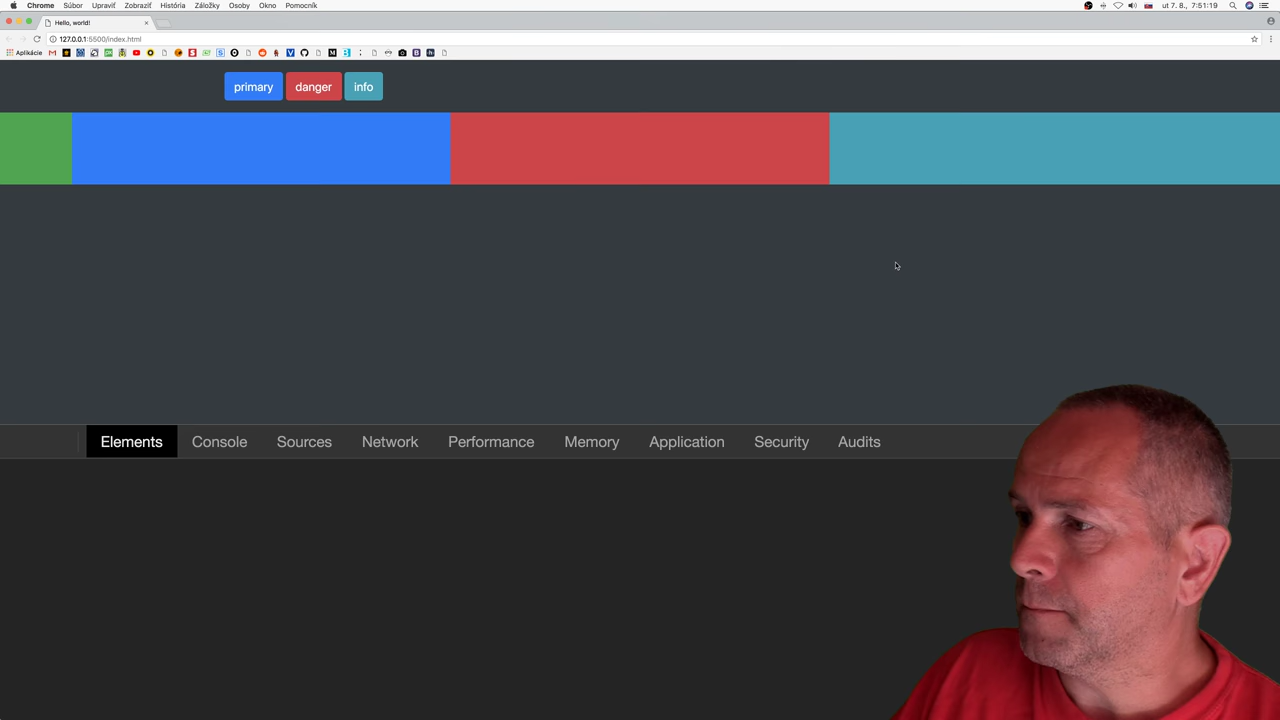 Chrome Súbor Upraviť Zobraziť História Záložky Osoby Okno Pomocník ut 7. 8., 7:51:19
Hello, world!
127.0.0.1:5500/index.html
Aplikácie
primary danger info
Elements Console Sources Network Performance Memory Application Security Audits